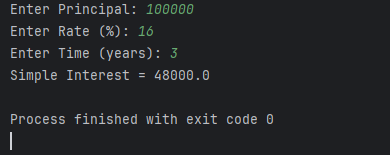 Enter Principal: 100000
Enter Rate (%): 16
Enter Time (years): 3
Simple Interest = 48000.0
Process finished with exit code 0